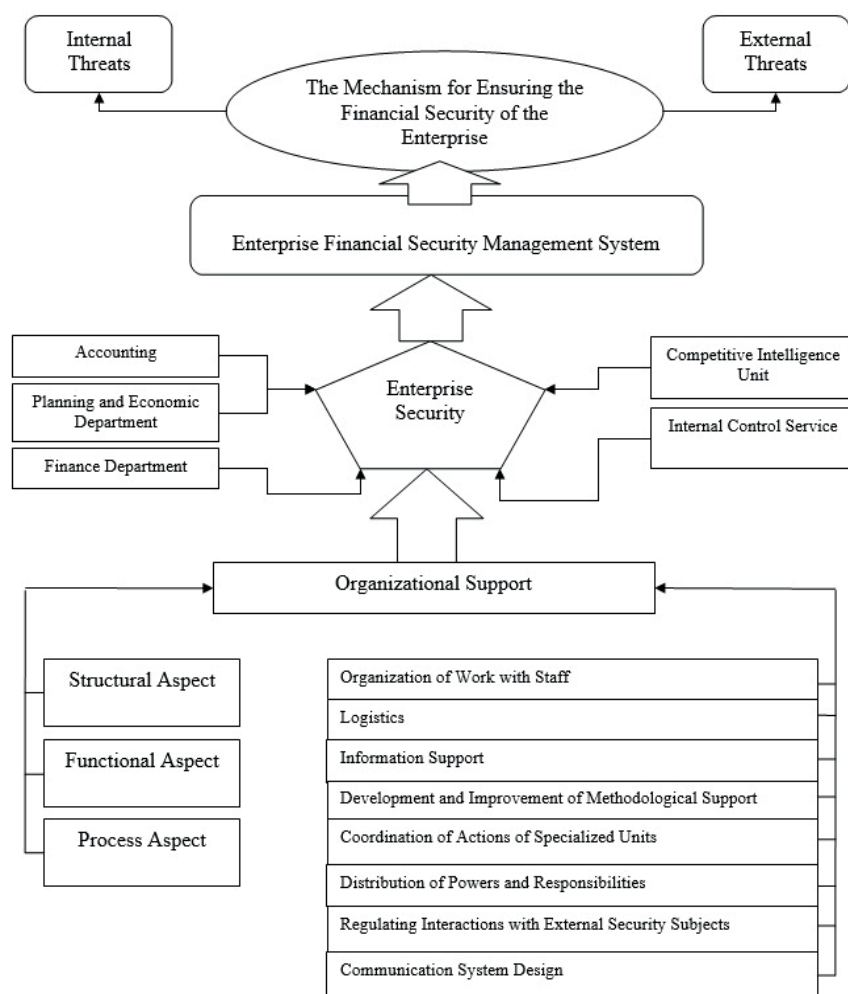 Internal
Threats
External
Threats
The Mechanism for Ensuring the
Financial Security of the
Enterprise
Enterprise Financial Security Management System
Accounting
Planning and Economic
Department
Finance Department
Enterprise
Security
Competitive Intelligence
Unit
Internal Control Service
Organizational Support
Structural Aspect
Functional Aspect
Process Aspect
Organization of Work with Staff
Logistics
Information Support
Development and Improvement of Methodological Support
Coordination of Actions of Specialized Units
Distribution of Powers and Responsibilities
Regulating Interactions with External Security Subjects
Communication System Design